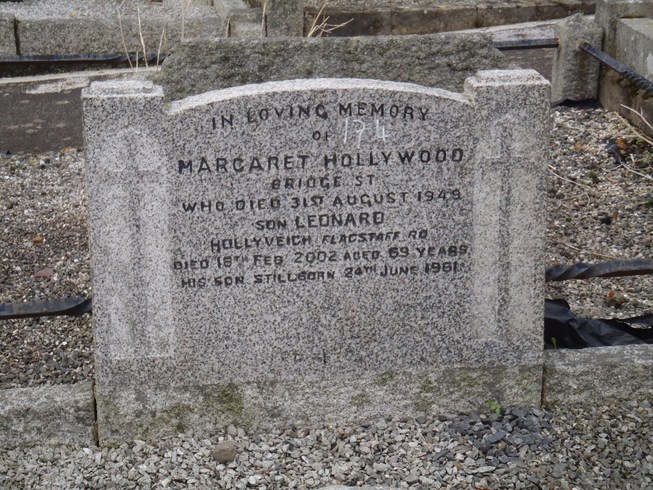 IN LOVING MEMORY
OF 174
MARGARET HOLLYWOOD
BRIDGE ST
WHO DIED 31ST AUGUST 1949
SON LEONARD
HOLLYVEIGH FLAGSTAFF RD
DIED 18TH FEB 2002 AGED 69 YEARS
HIS SON STILLBORN 24TH JUNE 1961